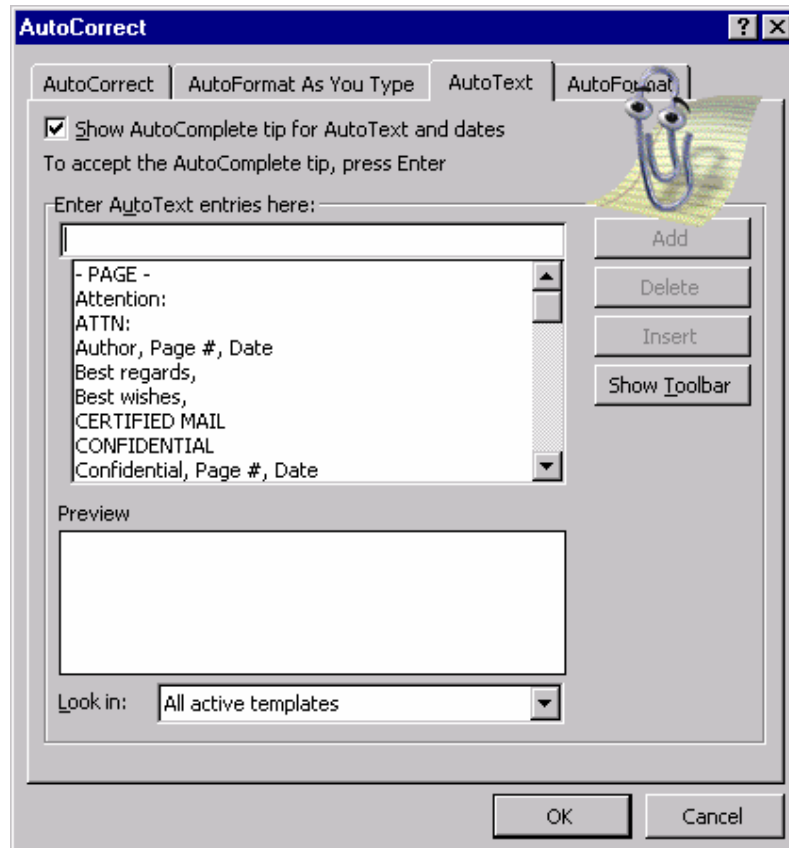 AutoCorrect
AutoCorrect AutoFormat As You Type AutoText AutoFormat
Show AutoComplete tip for AutoText and dates
To accept the AutoComplete tip, press Enter
Enter AutoText entries here:
Add
- PAGE -
Attention:
ATTN:
Author, Page #, Date
Best regards,
Best wishes,
CERTIFIED MAIL
CONFIDENTIAL
Confidential, Page #, Date
Delete
Insert
Show Toolbar
Preview
Look in: All active templates
OK Cancel